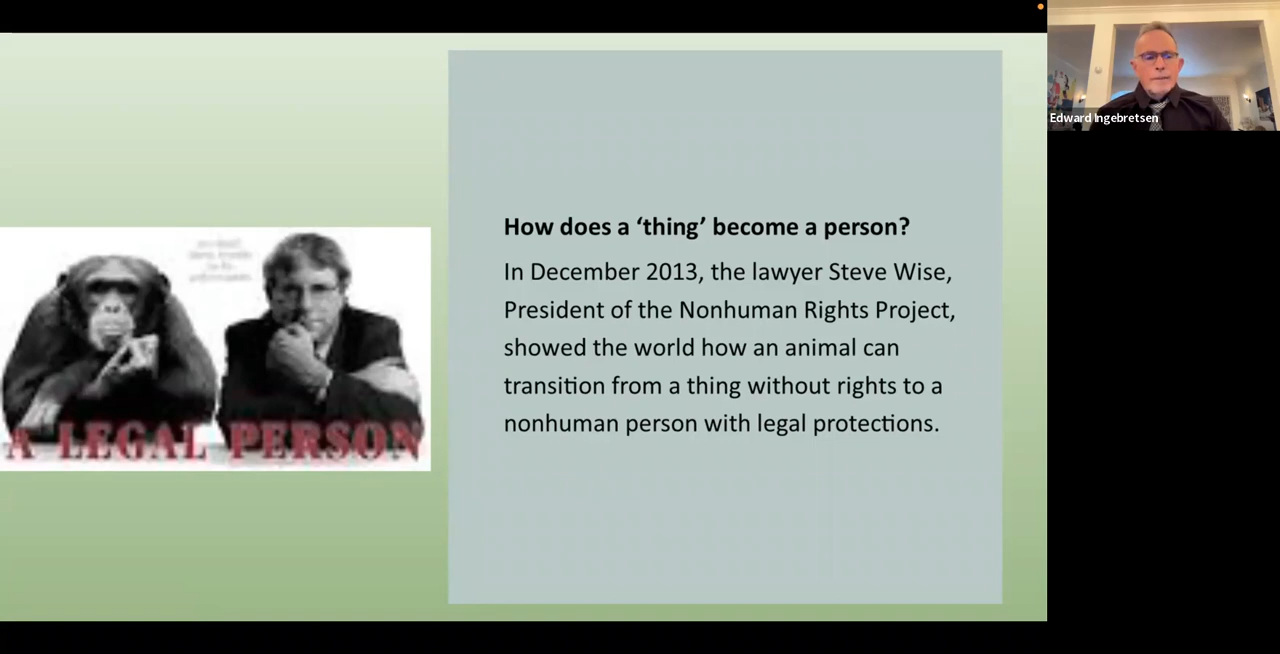 How does a ‘thing’ become a person?
In December 2013, the lawyer Steve Wise,
President of the Nonhuman Rights Project,
showed the world how an animal can
transition from a thing without rights to a
nonhuman person with legal protections.
A LEGAL PERSON
Edward Ingebretsen